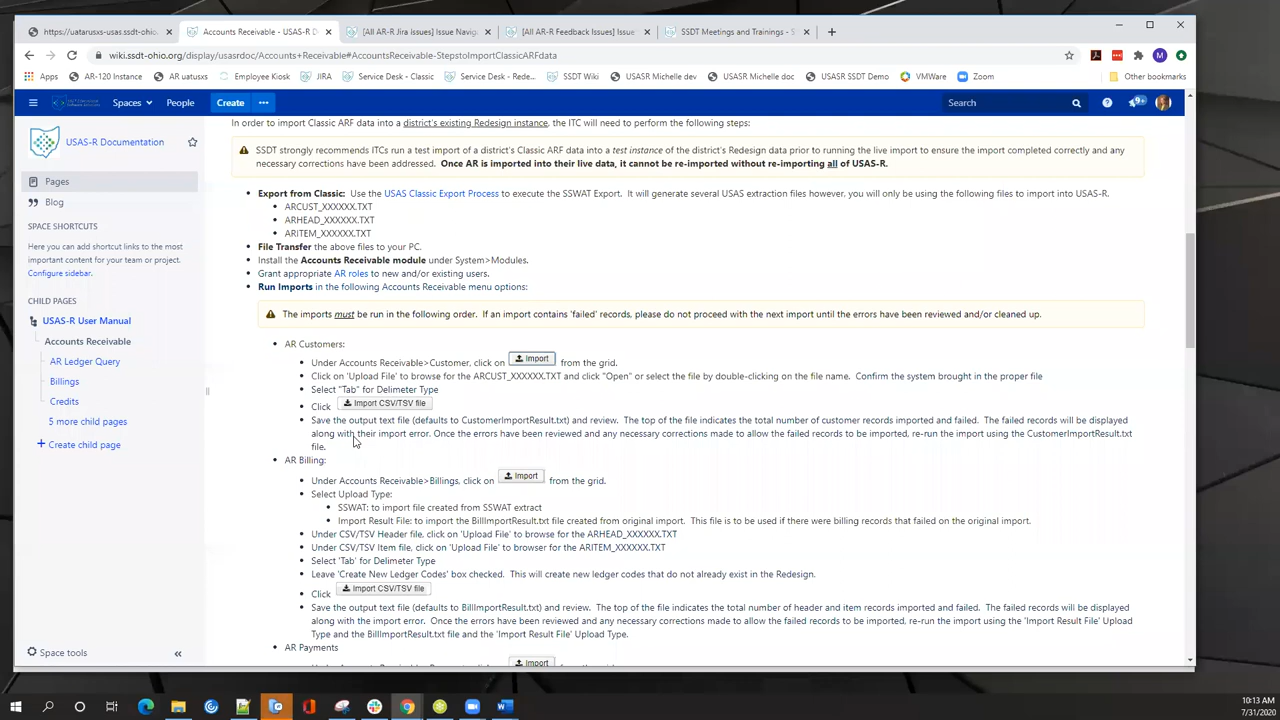 https://uatarusxs-usas.ssdt-ohio.
Accounts Receivable - USAS-R D
[All AR-R Jira Issues] Issue Navig
[All AR-R Feedback Issues] Issue
SSDT Meetings and Trainings - S
wiki.ssdt-ohio.org/display/usasrdoc/Accounts+Receivable#AccountsReceivable-StepstoImportClassicARFdata
M
Apps
AR-120 Instance
AR uatusxs
Employee Kiosk
JIRA
Service Desk - Classic
Service Desk - Rede...
SSDT Wiki
USASR Michelle dev
USASR Michelle doc
USASR SSDT Demo
VMWare
Zoom
Other bookmarks
Spaces
People
Create
Search
9+
USAS-R Documentation
Pages
Blog
SPACE SHORTCUTS
Here you can add shortcut links to the most
important content for your team or project.
Configure sidebar.
CHILD PAGES
USAS-R User Manual
Accounts Receivable
AR Ledger Query
Billings
Credits
5 more child pages
+ Create child page
Space tools
In order to import Classic ARF data into a district's existing Redesign instance, the ITC will need to perform the following steps:
SSDT strongly recommends ITCs run a test import of a district's Classic ARF data into a test instance of the district's Redesign data prior to running the live import to ensure the import completed correctly and any
necessary corrections have been addressed. Once AR is imported into their live data, it cannot be re-imported without re-importing all of USAS-R.
Export from Classic: Use the USAS Classic Export Process to execute the SSWAT Export. It will generate several USAS extraction files however, you will only be using the following files to import into USAS-R.
ARCUST_XXXXXX.TXT
ARHEAD_XXXXXX.TXT
ARITEM_XXXXXX.TXT
File Transfer the above files to your PC.
Install the Accounts Receivable module under System>Modules.
Grant appropriate AR roles to new and/or existing users.
Run Imports in the following Accounts Receivable menu options:
The imports must be run in the following order. If an import contains 'failed' records, please do not proceed with the next import until the errors have been reviewed and/or cleaned up.
AR Customers:
Under Accounts Receivable>Customer, click on Import from the grid.
Click on 'Upload File' to browse for the ARCUST_XXXXXX.TXT and click "Open" or select the file by double-clicking on the file name. Confirm the system brought in the proper file
Select "Tab" for Delimeter Type
Click Import CSV/TSV file
Save the output text file (defaults to CustomerImportResult.txt) and review. The top of the file indicates the total number of customer records imported and failed. The failed records will be displayed
along with their import error. Once the errors have been reviewed and any necessary corrections made to allow the failed records to be imported, re-run the import using the CustomerImportResult.txt
file.
AR Billing:
Under Accounts Receivable>Billings, click on Import from the grid.
Select Upload Type:
SSWAT: to import file created from SSWAT extract
Import Result File: to import the BillImportResult.txt file created from original import. This file is to be used if there were billing records that failed on the original import.
Under CSV/TSV Header file, click on 'Upload File' to browse for the ARHEAD_XXXXXX.TXT
Under CSV/TSV Item file, click on 'Upload File' to browser for the ARITEM_XXXXXX.TXT
Select 'Tab' for Delimeter Type
Leave 'Create New Ledger Codes' box checked. This will create new ledger codes that do not already exist in the Redesign.
Click Import CSV/TSV file
Save the output text file (defaults to BillImportResult.txt) and review. The top of the file indicates the total number of header and item records imported and failed. The failed records will be displayed
along with the import error. Once the errors have been reviewed and any necessary corrections made to allow the failed records to be imported, re-run the import using the 'Import Result File' Upload
Type and the BillImportResult.txt file and the 'Import Result File' Upload Type.
AR Payments
Import
10:13 AM
7/31/2020